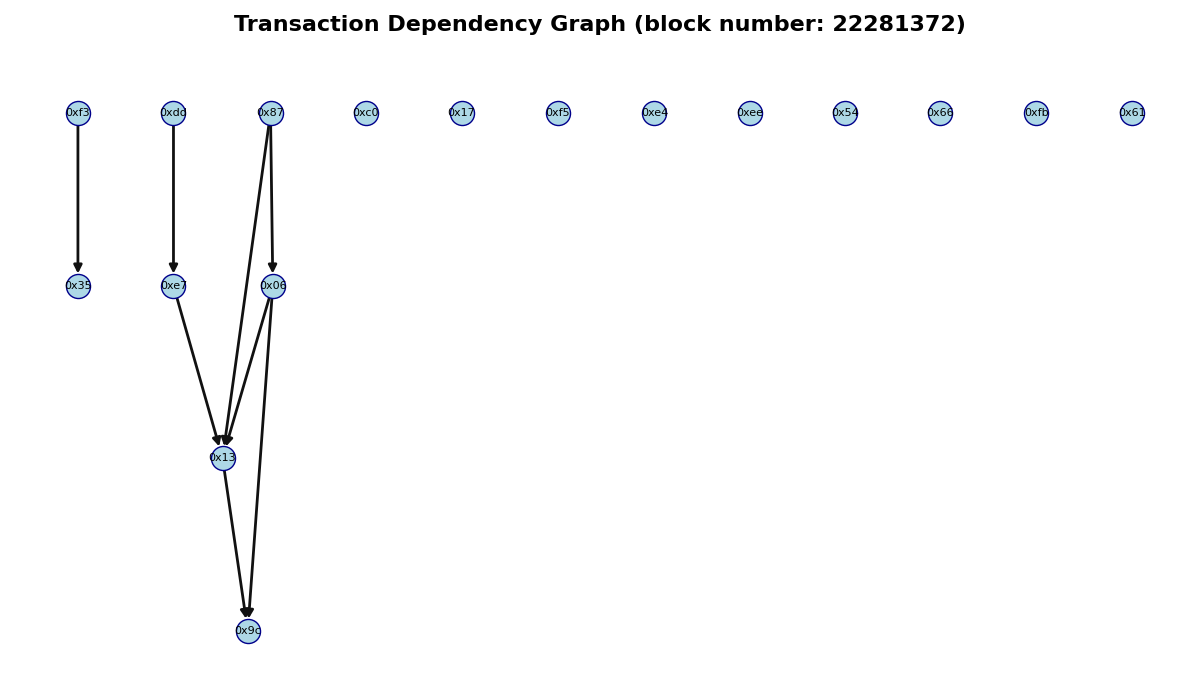 Transaction Dependency Graph (block number: 22281372)
0xf3 0xdd 0x87 0xc0 0x17 0xf5 0xe4 0xee 0x54 0x66 0xfb 0x61
0x35 0xe7 0x06
0x13
0x9c